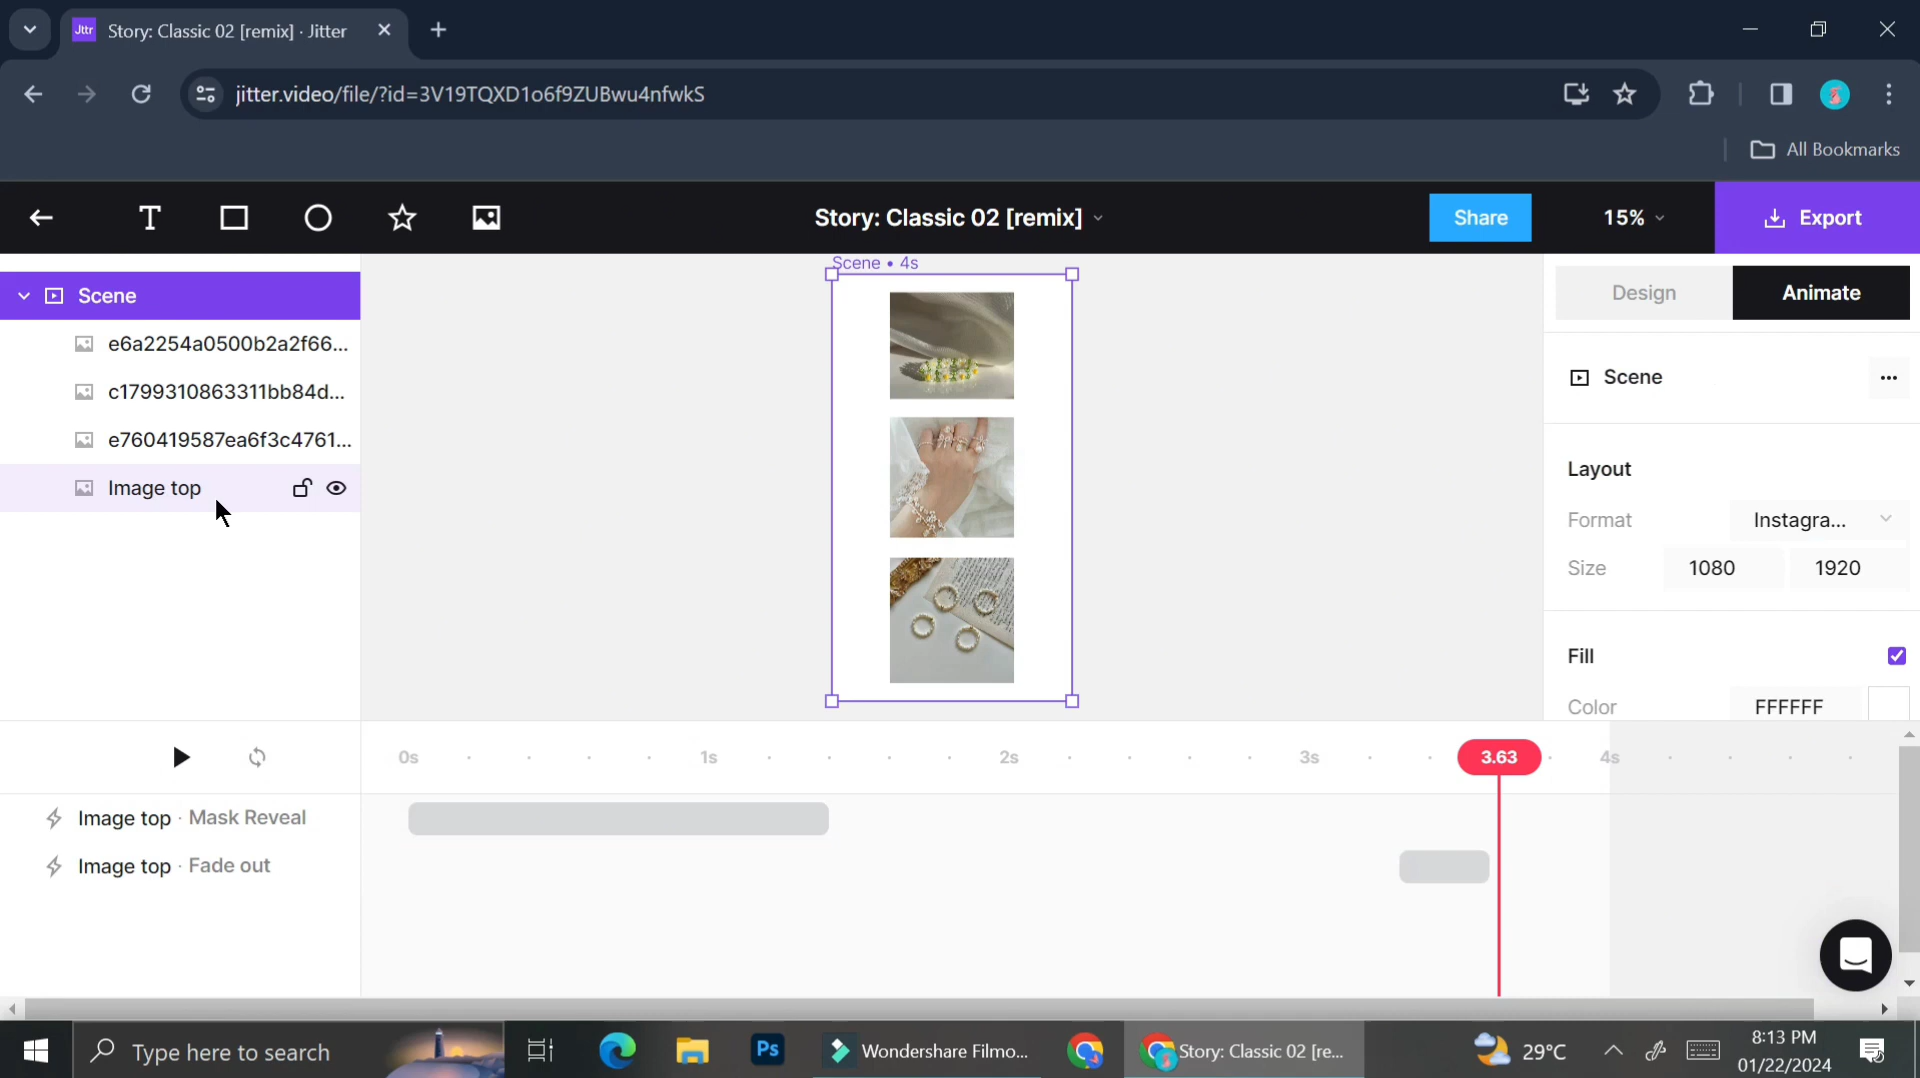 Jttr Story: Classic 02 [remix] · Jitter
jitter.video/file/?id=3V19TQXD1o6f9ZUBwu4nfwkS
All Bookmarks
T Story: Classic 02 [remix] Share 15% Export
Scene
e6a2254a0500b2a2f66...
c1799310863311bb84d...
e760419587ea6f3c4761...
Image top
Scene • 4s
Design Animate
Scene
Layout
Format Instagra...
Size 1080 1920
Fill
Color FFFFFF
0s 1s 2s 3s 3.63 4s
Image top · Mask Reveal
Image top · Fade out
Type here to search Ps Wondershare Filmo... Story: Classic 02 [re... 29°C 8:13 PM
01/22/2024